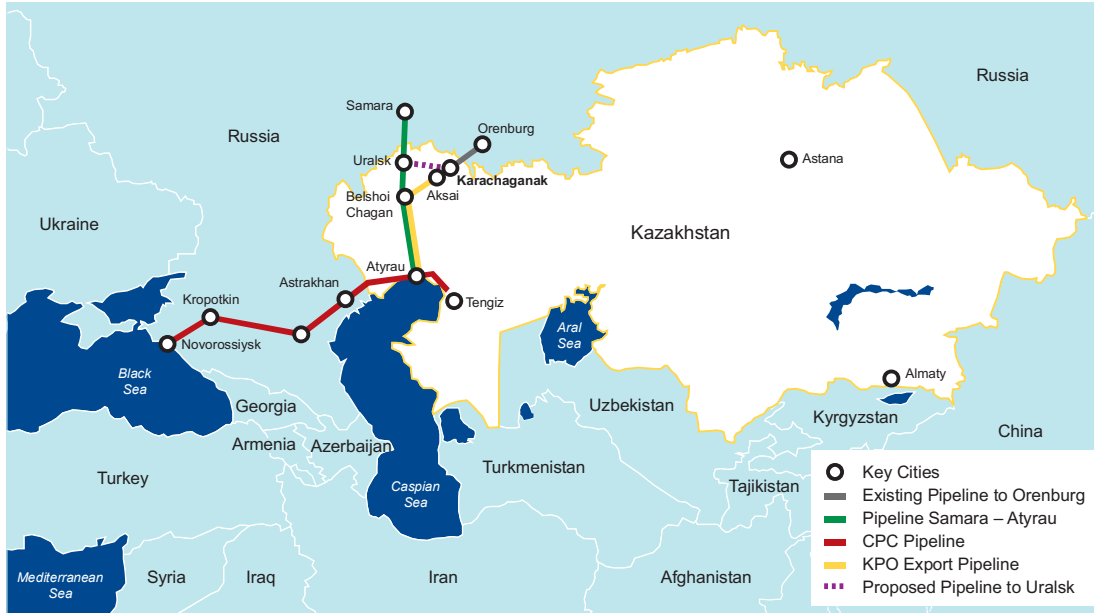 Russia
Samara
Orenburg
Russia
Uralsk
Astana
Karachaganak
Aksai
Belshoi
Chagan
Ukraine
Kazakhstan
Atyrau
Astrakhan
Tengiz
Kropotkin
Aral
Sea
Novorossiysk
Black
Sea
Almaty
Georgia
Uzbekistan
Kyrgyzstan
China
Armenia
Azerbaijan
Turkey
Turkmenistan
Caspian
Sea
Tajikistan
Mediterranean
Sea
Syria
Iraq
Iran
Afghanistan
Key Cities
Existing Pipeline to Orenburg
Pipeline Samara – Atyrau
CPC Pipeline
KPO Export Pipeline
Proposed Pipeline to Uralsk